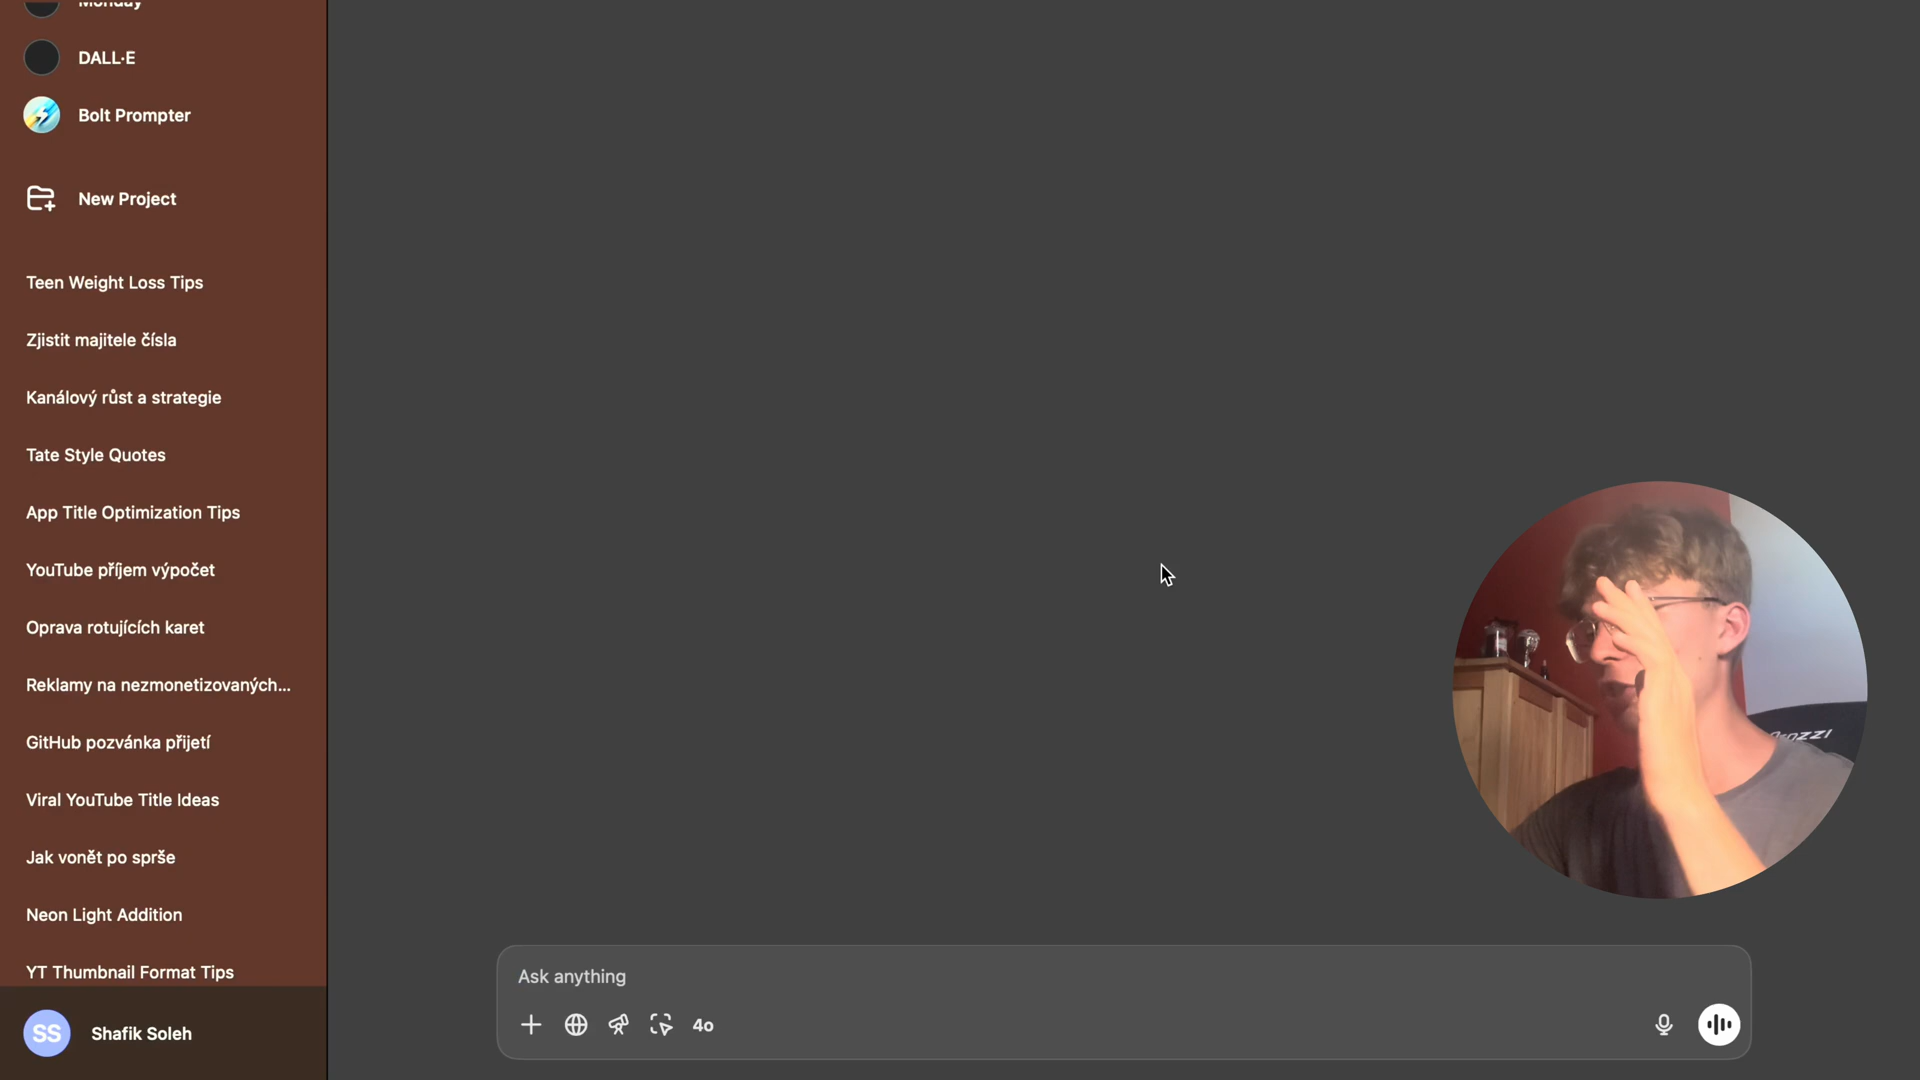 Monday
DALL·E
Bolt Prompter
New Project
Teen Weight Loss Tips
Zjistit majitele čísla
Kanálový růst a strategie
Tate Style Quotes
App Title Optimization Tips
YouTube příjem výpočet
Oprava rotujících karet
Reklamy na nezmonetizovaných...
GitHub pozvánka přijetí
Viral YouTube Title Ideas
Jak vonět po sprše
Neon Light Addition
YT Thumbnail Format Tips
SS Shafik Soleh
Ask anything
4o